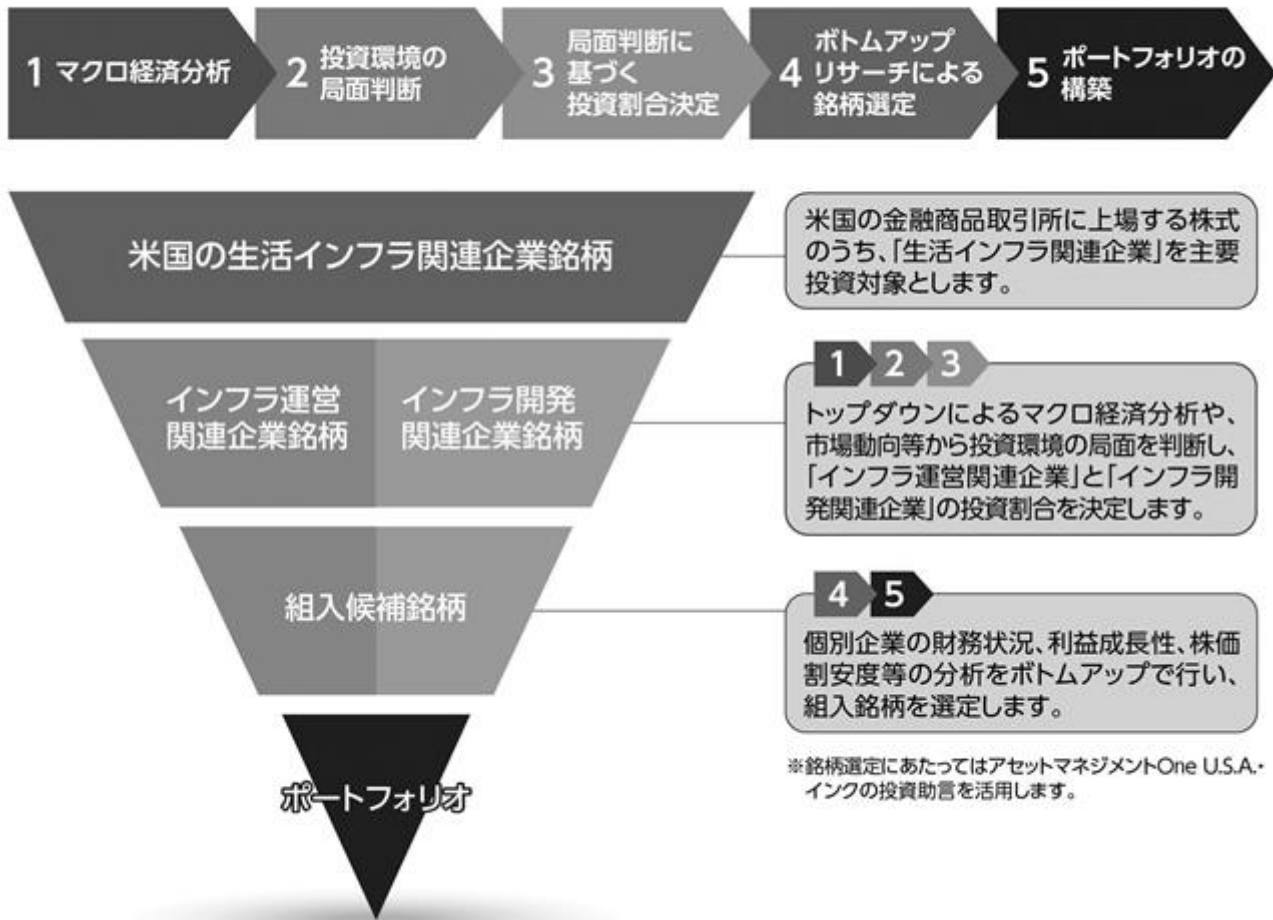 1 マクロ経済分析
2 投資環境の
局面判断
3 局面判断に
基づく
投資割合決定
4 ボトムアップ
リサーチによる
銘柄選定
5 ポートフォリオの
構築
米国の生活インフラ関連企業銘柄
米国の金融商品取引所に上場する株式
のうち、「生活インフラ関連企業」を主要
投資対象とします。
インフラ運営
関連企業銘柄
インフラ開発
関連企業銘柄
1 2 3
トップダウンによるマクロ経済分析や、
市場動向等から投資環境の局面を判断し、
「インフラ運営関連企業」と「インフラ開
発関連企業」の投資割合を決定します。
組入候補銘柄
4 5
個別企業の財務状況、利益成長性、株価
割安度等の分析をボトムアップで行い、
組入銘柄を選定します。
※銘柄選定にあたってはアセットマネジメントOne U.S.A.・
インクの投資助言を活用します。
ポートフォリオ